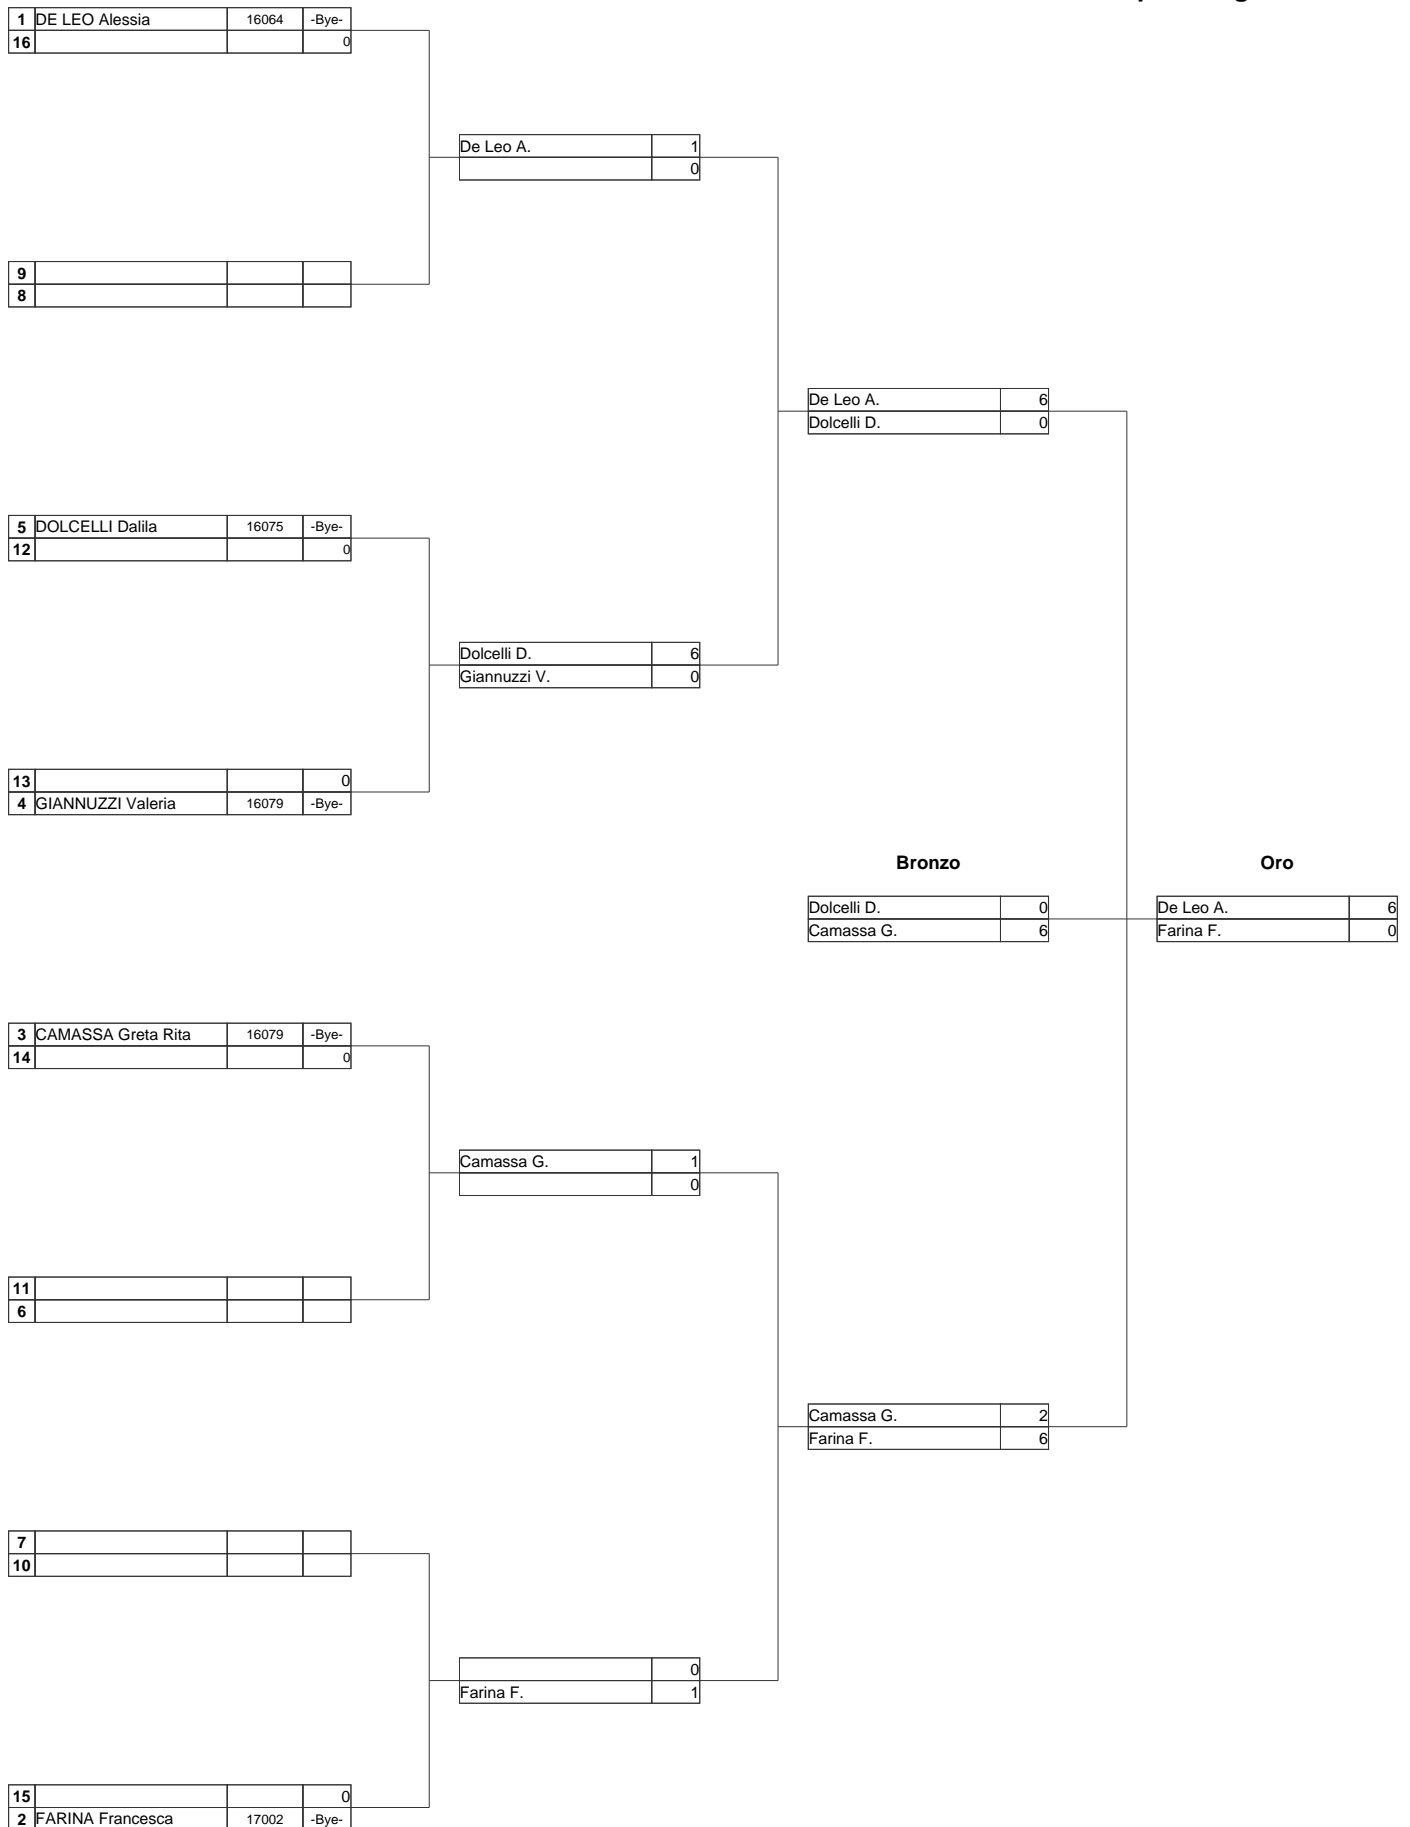 1 DE LEO Alessia 16064 -Bye-
16 0
De Leo A. 1
0
9
8
De Leo A. 6
Dolcelli D. 0
5 DOLCELLI Dalila 16075 -Bye-
12 0
Dolcelli D. 6
Giannuzzi V. 0
13 0
4 GIANNUZZI Valeria 16079 -Bye-
Bronzo Oro
Dolcelli D. 0 De Leo A. 6
Camassa G. 6 Farina F. 0
3 CAMASSA Greta Rita 16079 -Bye-
14 0
Camassa G. 1
0
11
6
Camassa G. 2
Farina F. 6
7
10
0
Farina F. 1
15 0
2 FARINA Francesca 17002 -Bye-